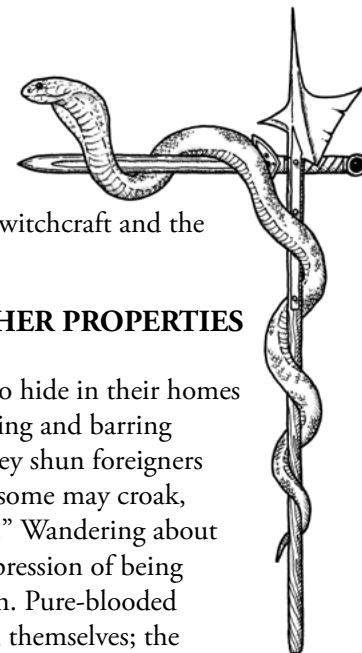 witchcraft and the
HER PROPERTIES
o hide in their homes
ing and barring
ey shun foreigners
some may croak,
.” Wandering about
pression of being
n. Pure-blooded
themselves; the